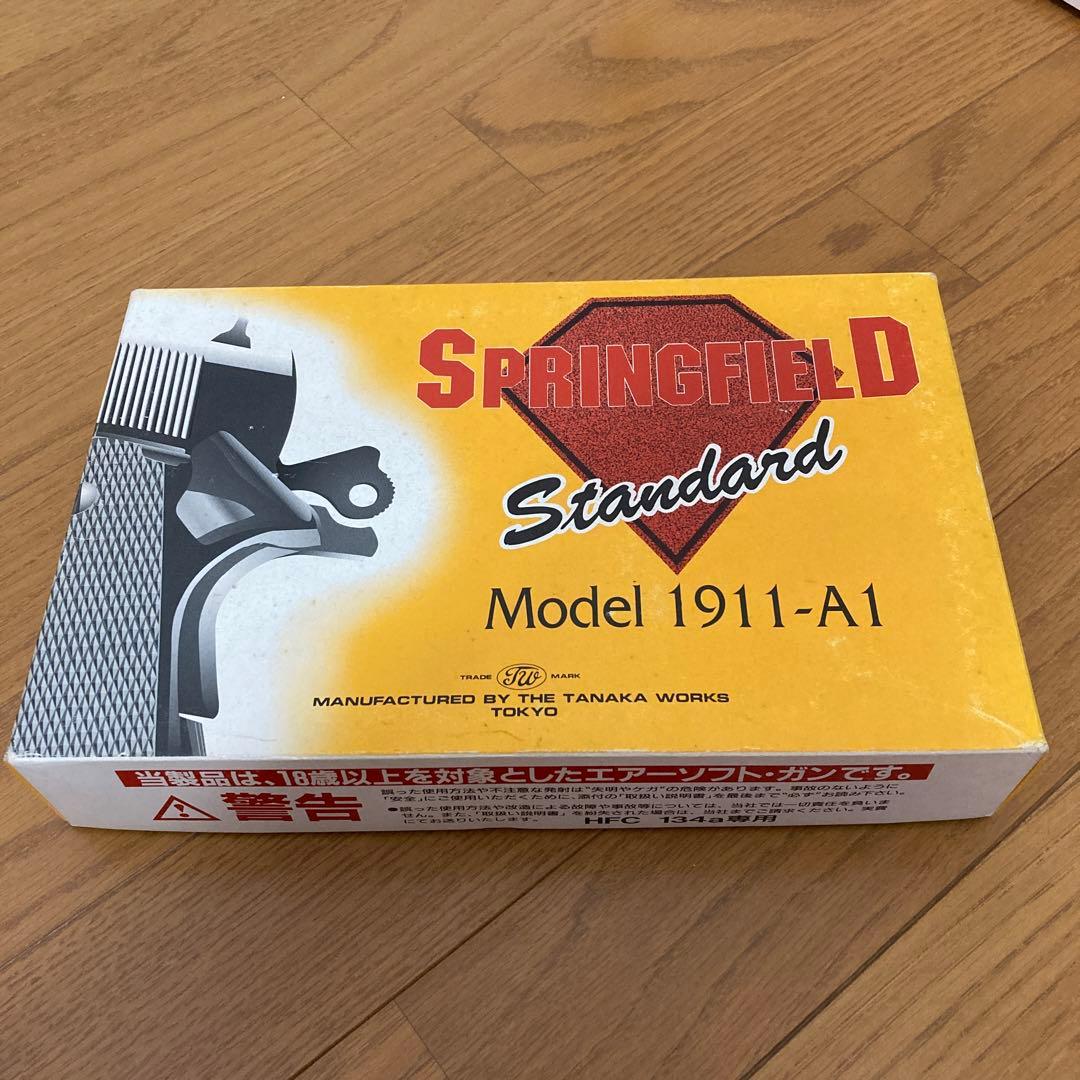 SPRINGFIELD
Standard
Model 1911-A1
TRADE TW MARK
MANUFACTURED BY THE TANAKA WORKS
TOKYO
当製品は、18歳以上を対象としたエアーソフト・ガンです。
警告
誤った使用方法や不注意な発射は"失明やケガ"の危険があります。事故のないように
「安全」にご使用いただくために、添付の「取扱い説明書」を最後まで"必ず"お読み下さい。
●誤った使用方法や改造による故障や事故等については、当社では一切責任を負いま
せん。また、「取扱い説明書」を紛失された場合は、当社までご請求ください。実費
にてお送りいたします。
HFC 134a専用